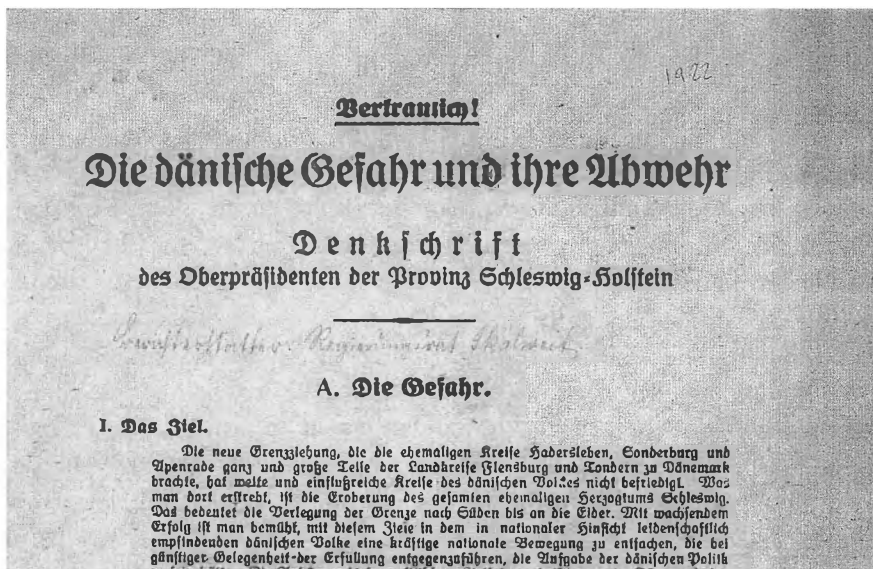 1922
Vertraulich!
Die dänische Gefahr und ihre Abwehr
Denkschrift
des Oberpräsidenten der Provinz Schleswig-Holstein
Berichterstatter: Regierungsrat Skalweit.
A. Die Gefahr.
I. Das Ziel.
Die neue Grenzziehung, die die ehemaligen Kreise Hadersleben, Sonderburg und
Apenrade ganz und große Teile der Landkreise Flensburg und Tondern zu Dänemark
brachte, hat weite und einflußreiche Kreise des dänischen Volkes nicht befriedigt. Was
man dort erstrebt, ist die Eroberung des gesamten ehemaligen Herzogtums Schleswig.
Das bedeutet die Verlegung der Grenze nach Süden bis an die Eider. Mit wachsendem
Erfolg ist man bemüht, mit diesem Ziele in dem in nationaler Hinsicht leidenschaftlich
empfindenden dänischen Volke eine kräftige nationale Bewegung zu entfachen, die bei
günstiger Gelegenheit der Erfüllung entgegenzuführen, die Aufgabe der dänischen Politik